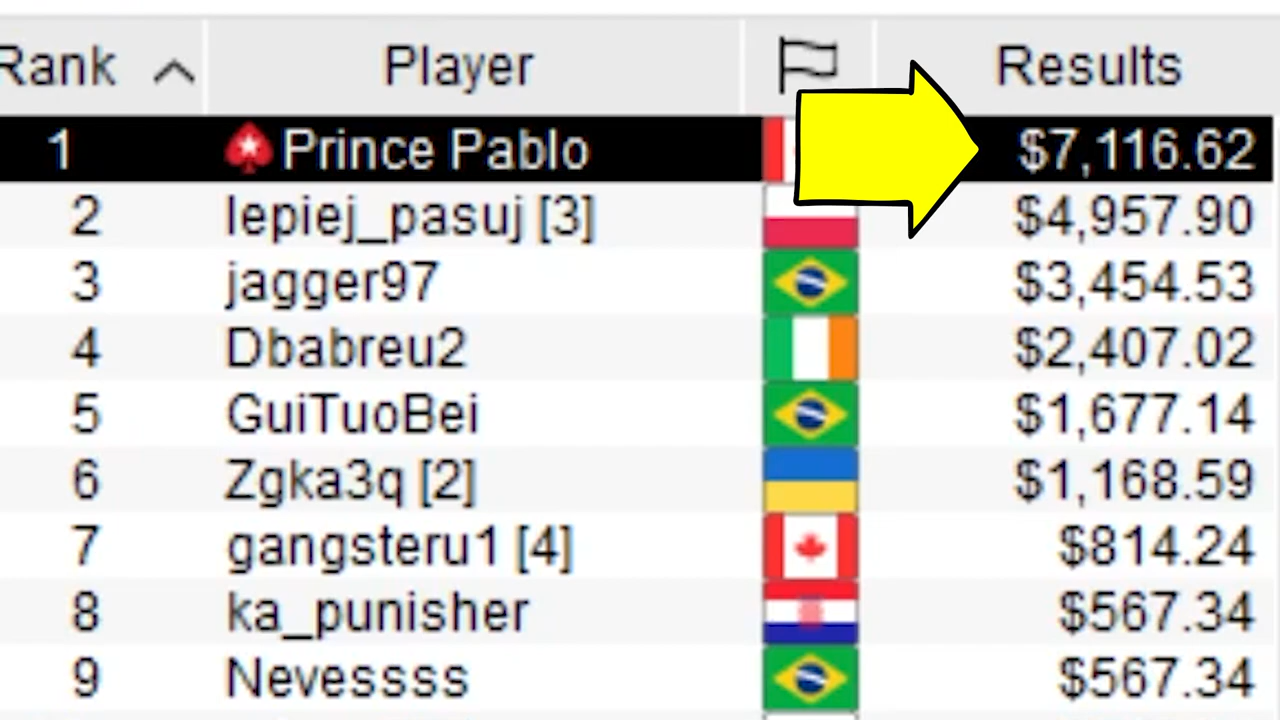 Rank Player Results
1 Prince Pablo $7,116.62
2 lepiej_pasuj [3] $4,957.90
3 jagger97 $3,454.53
4 Dbabreu2 $2,407.02
5 GuiTuoBei $1,677.14
6 Zgka3q [2] $1,168.59
7 gangsteru1 [4] $814.24
8 ka_punisher $567.34
9 Nevessss $567.34